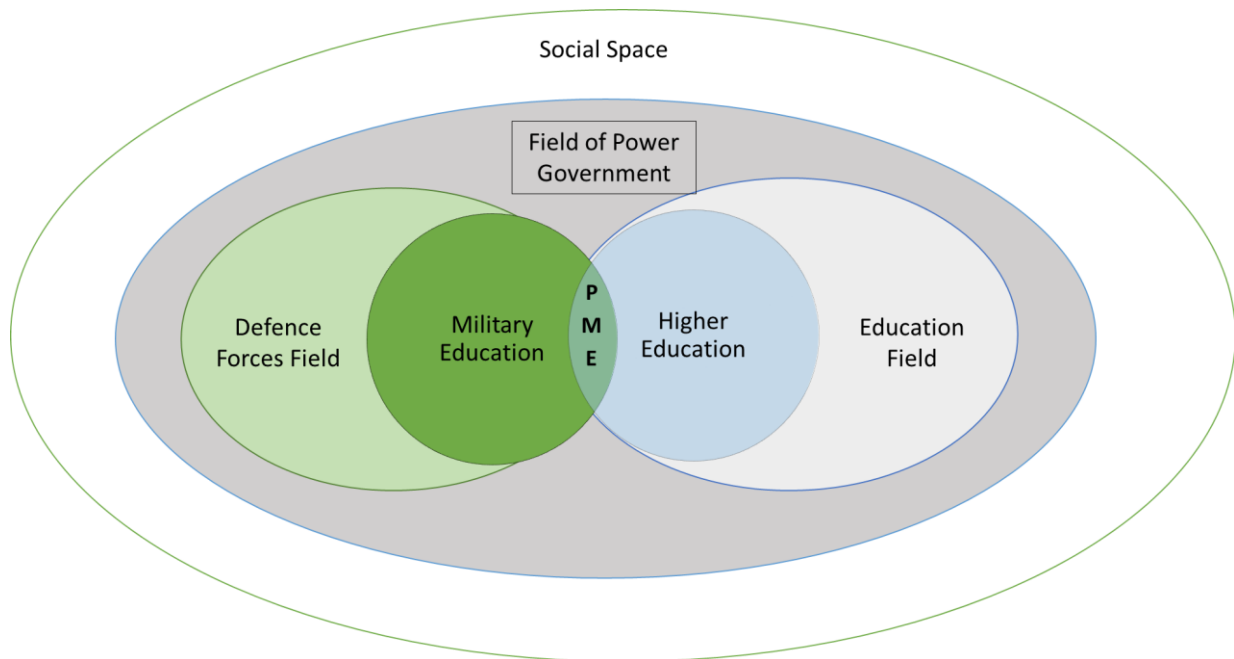 Social Space
Field of Power
Government
Defence
Forces Field
Military
Education
P
M
E
Higher
Education
Education
Field